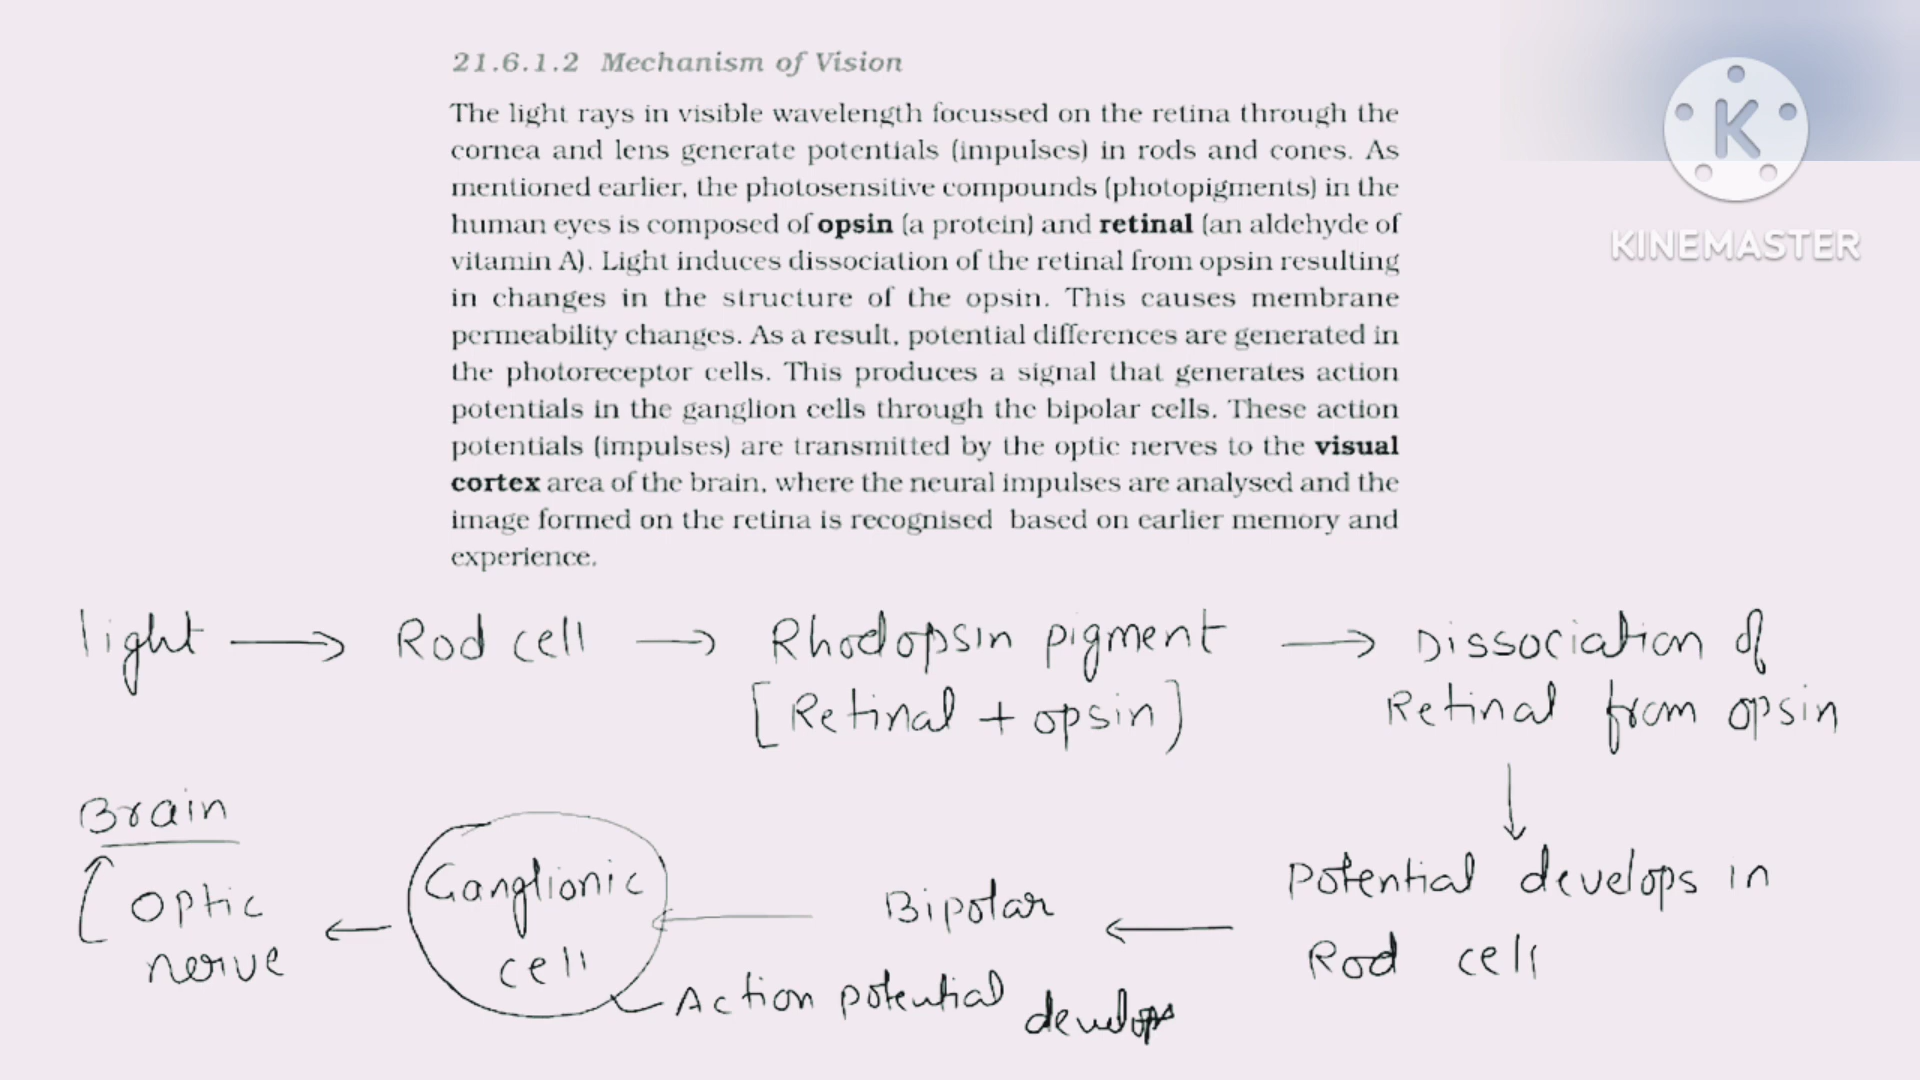 21.6.1.2 Mechanism of Vision
The light rays in visible wavelength focussed on the retina through the
cornea and lens generate potentials (impulses) in rods and cones. As
mentioned earlier, the photosensitive compounds (photopigments) in the
human eyes is composed of opsin (a protein) and retinal (an aldehyde of
vitamin A). Light induces dissociation of the retinal from opsin resulting
in changes in the structure of the opsin. This causes membrane
permeability changes. As a result, potential differences are generated in
the photoreceptor cells. This produces a signal that generates action
potentials in the ganglion cells through the bipolar cells. These action
potentials (impulses) are transmitted by the optic nerves to the visual
cortex area of the brain, where the neural impulses are analysed and the
image formed on the retina is recognised based on earlier memory and
experience.
K
KINEMASTER
light → Rod cell → Rhodopsin pigment → Dissociation of
[Retinal + opsin] Retinal from opsin
Potential develops in
Rod cell
Bipolar
Ganglionic
cell
Action potential develops
Optic
nerve
Brain